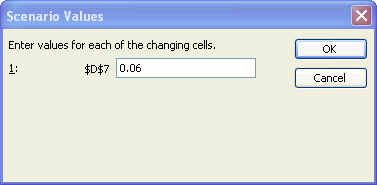 Scenario Values
Enter values for each of the changing cells.
1: $D$7 0.06
OK
Cancel